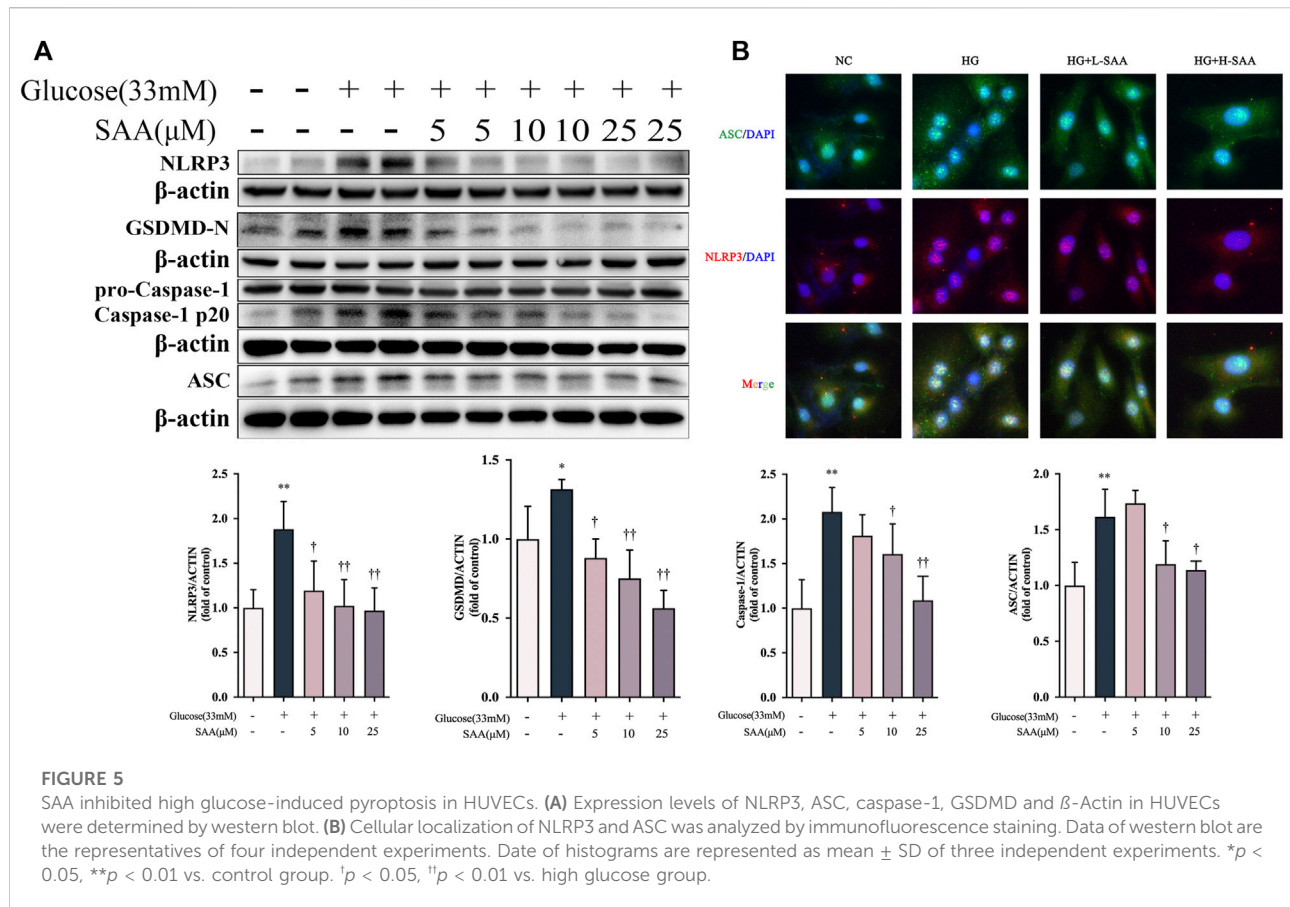 A
Glucose(33mM) - - + + + + + + + +
SAA(μM) - - - - 5 5 10 10 25 25
NLRP3
β-actin
GSDMD-N
β-actin
pro-Caspase-1
Caspase-1 p20
β-actin
ASC
β-actin
B
NC HG HG+L-SAA HG+H-SAA
ASC/DAPI
NLRP3/DAPI
Merge
NLRP3/ACTIN
(fold of control)
2.5
2.0
1.5
1.0
0.5
0.0
** † †† ††
Glucose(33mM) - + + + +
SAA(μM) - - 5 10 25
GSDMD/ACTIN
(fold of control)
1.5
1.0
0.5
0.0
* † †† ††
Glucose(33mM) - + + + +
SAA(μM) - - 5 10 25
Caspase-1/ACTIN
(fold of control)
2.5
2.0
1.5
1.0
0.5
0.0
** † ††
Glucose(33mM) - + + + +
SAA(μM) - - 5 10 25
ASC/ACTIN
(fold of control)
2.0
1.5
1.0
0.5
0.0
** † †
Glucose(33mM) - + + + +
SAA(μM) - - 5 10 25
FIGURE 5
SAA inhibited high glucose-induced pyroptosis in HUVECs. (A) Expression levels of NLRP3, ASC, caspase-1, GSDMD and ß-Actin in HUVECs
were determined by western blot. (B) Cellular localization of NLRP3 and ASC was analyzed by immunofluorescence staining. Data of western blot are
the representatives of four independent experiments. Date of histograms are represented as mean ± SD of three independent experiments. *p <
0.05, **p < 0.01 vs. control group. †p < 0.05, ††p < 0.01 vs. high glucose group.